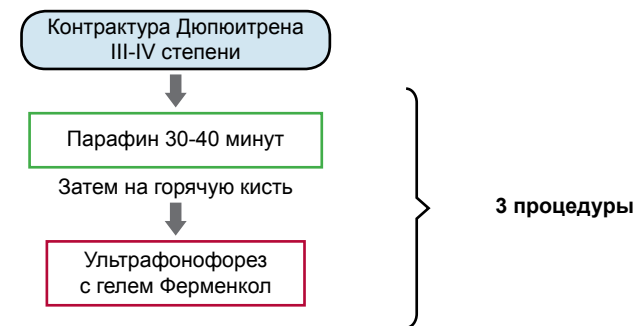 Контрактура Дюпюитрена
III-IV степени
Парафин 30-40 минут
Затем на горячую кисть
3 процедуры
Ультрафонофорез
с гелем Ферменкол